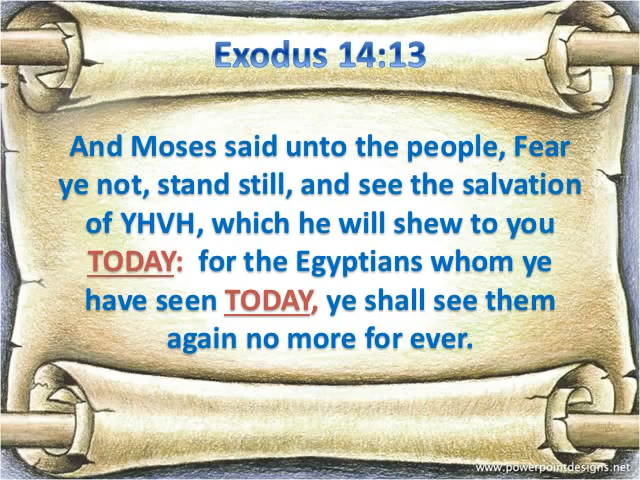 Exodus 14:13
And Moses said unto the people, Fear
ye not, stand still, and see the salvation
of YHVH, which he will shew to you
TODAY:  for the Egyptians whom ye
have seen TODAY, ye shall see them
again no more for ever.
www.powerpointdesigns.net